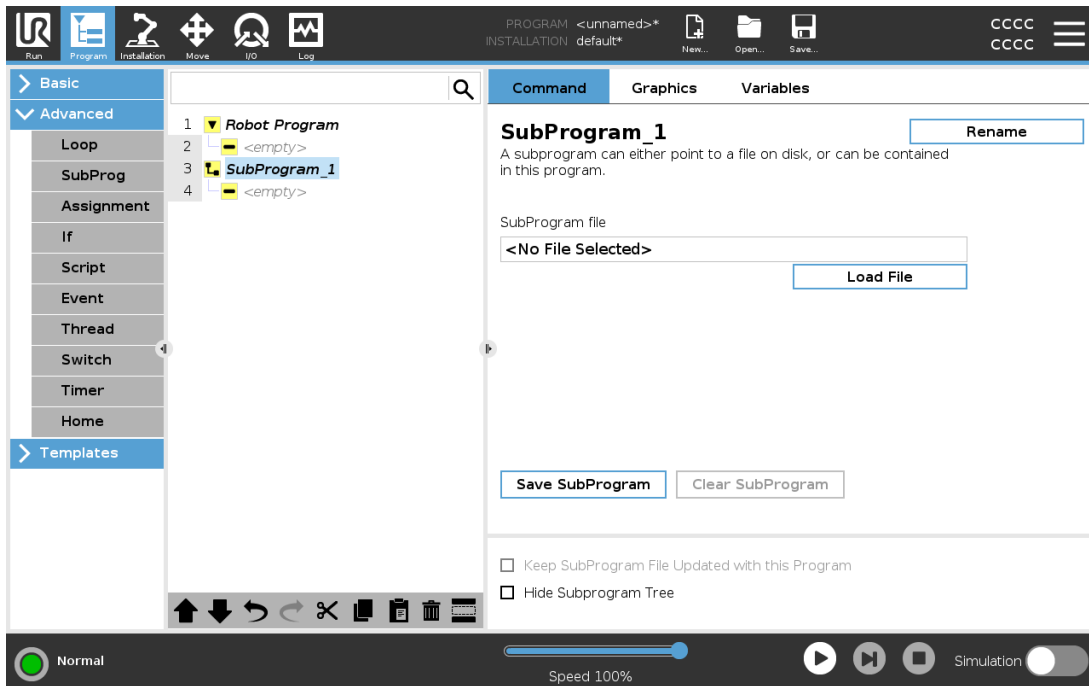 PROGRAM <unnamed>*
INSTALLATION default*
CCCC
CCCC
Run
Program
Installation
Move
I/O
Log
New...
Open...
Save...
Basic
Advanced
Loop
SubProg
Assignment
If
Script
Event
Thread
Switch
Timer
Home
Templates
1 Robot Program
2 <empty>
3 SubProgram_1
4 <empty>
Command
Graphics
Variables
SubProgram_1
Rename
A subprogram can either point to a file on disk, or can be contained
in this program.
SubProgram file
<No File Selected>
Load File
Save SubProgram
Clear SubProgram
Keep SubProgram File Updated with this Program
Hide Subprogram Tree
Normal
Speed 100%
Simulation